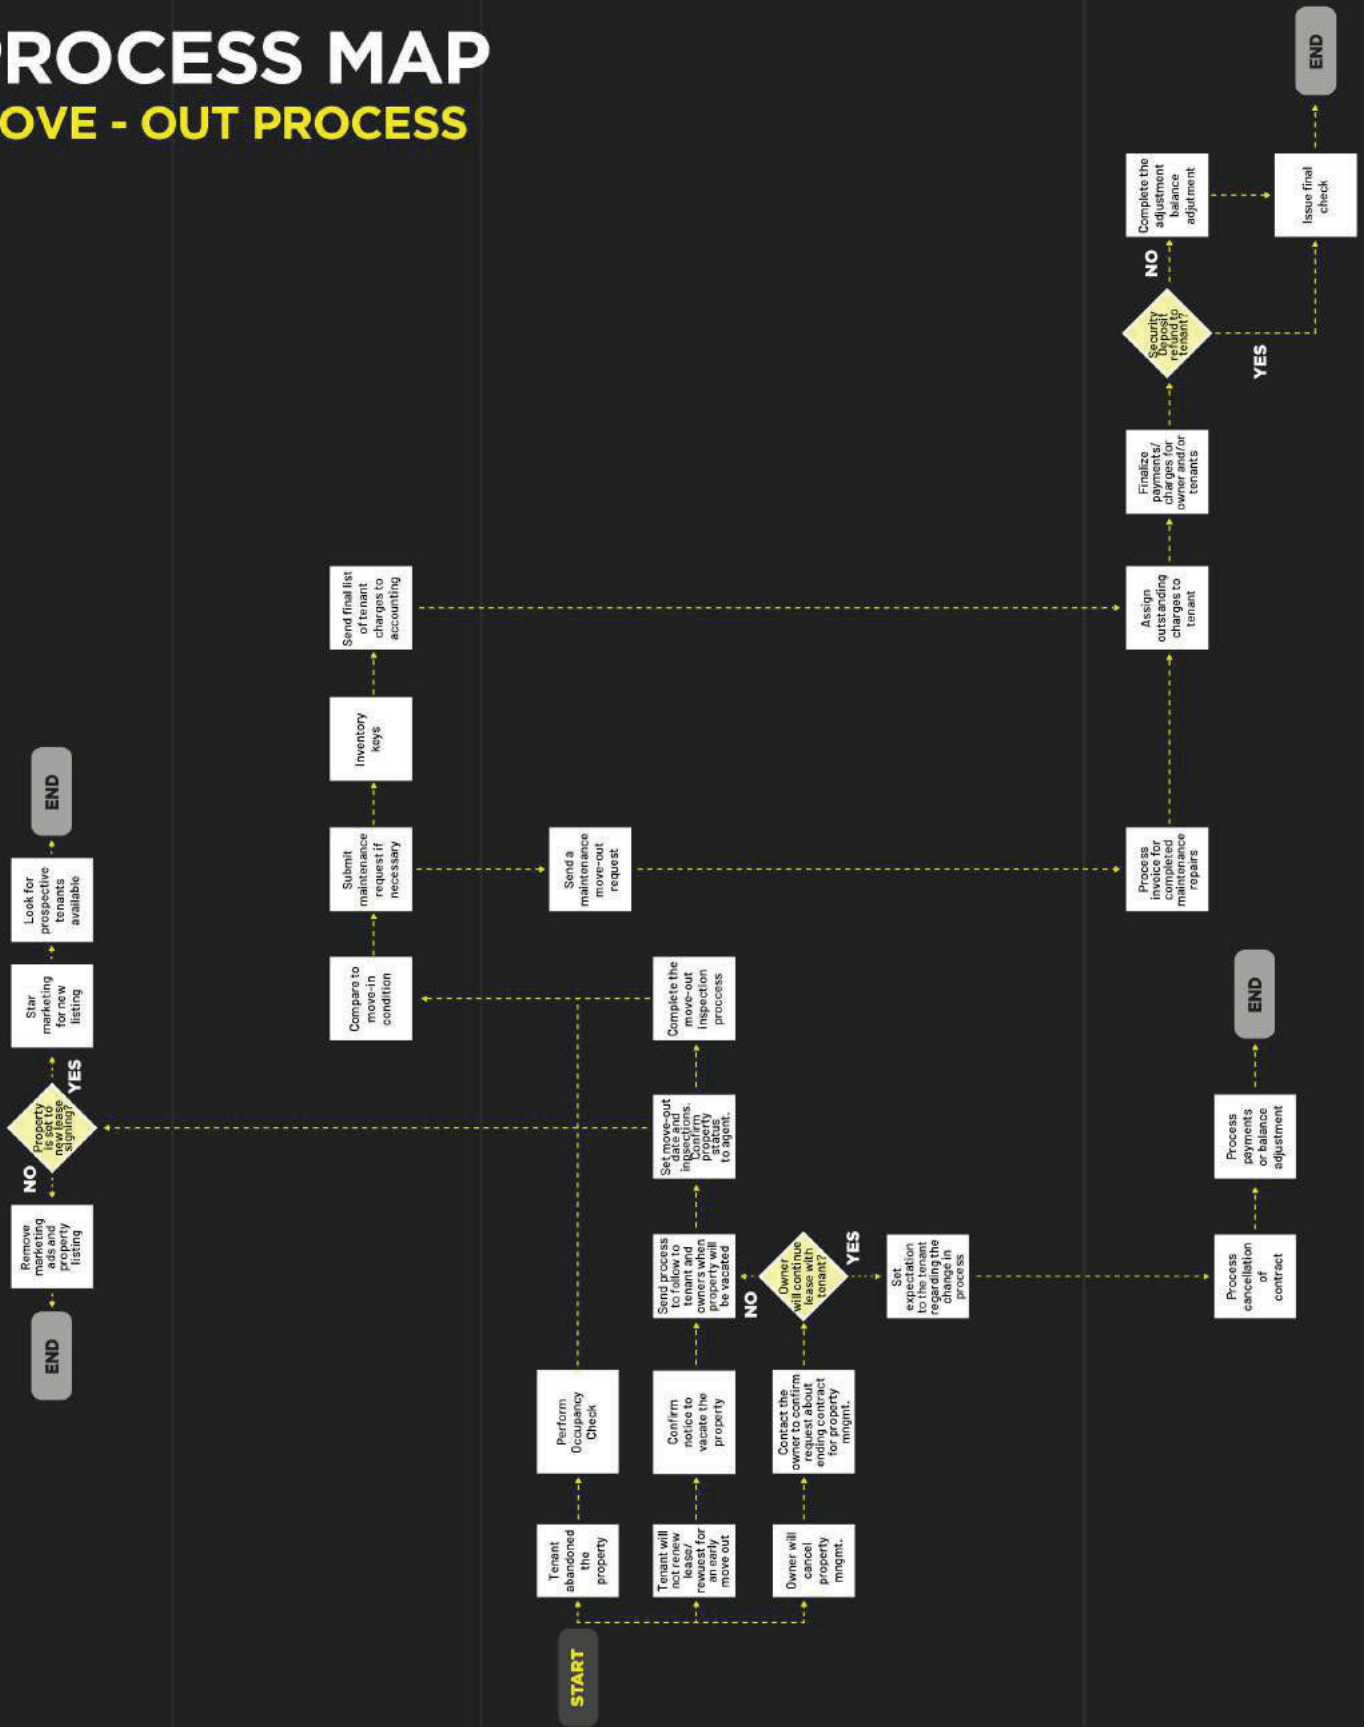 ROCESS MAP
OVE - OUT PROCESS
START
Tenant
abandoned
the
property
Perform
Occupancy
Check
Tenant will
not renew
lease/
rewuest for
an early
move out
Confirm
notice to
vacate the
property
Send process
to follow to
tenant and
owners when
property will
be vacated
Set move-out
date and
inpsections.
Confirm
property
status
to agent.
Complete the
move-out
inspection
proccess
Owner will
cancel
property
mngmt.
Contact the
owner to confirm
request about
ending contract
for property
mngmt.
Owner
will continue
lease with
tenant?
NO
YES
Set
expectation
to the tenant
regarding the
change in
process
Process
cancellation
of
contract
Process
payments
or balance
adjustment
END
Property
is set to
new lease
signing?
NO
Remove
marketing
ads and
property
listing
END
YES
Star
marketing
for new
listing
Look for
prospective
tenants
available
END
Compare to
move-in
condition
Submit
maintenance
request if
necessary
Inventory
keys
Send final list
of tenant
charges to
accounting
Send a
maintenance
move-out
request
Process
invoice for
completed
maintenance
repairs
Assign
outstanding
charges to
tenant
Finalize
payments/
charges for
owner and/or
tenants
Security
Deposit
refund to
tenant?
NO
Complete the
adjustment
balance
adjutment
YES
Issue final
check
END